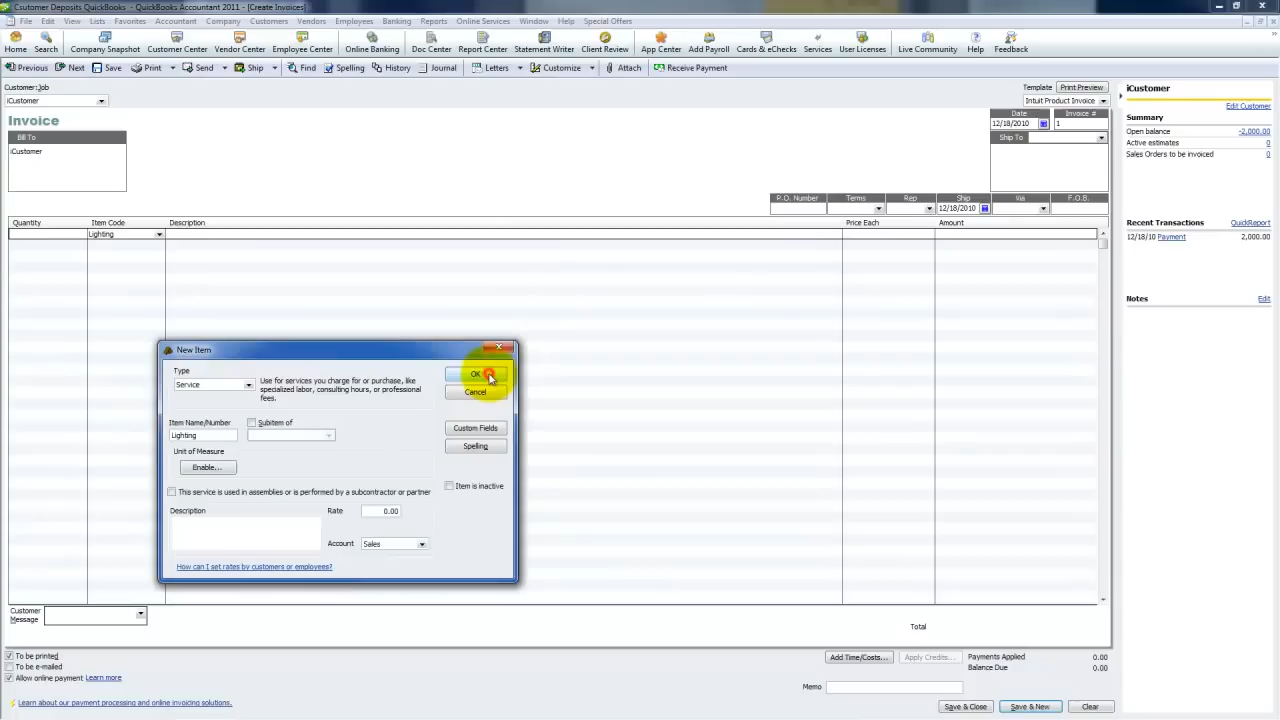 Csutomer Deposits QuickBooks - QuickBooks Accountant 2011 - [Create Invoices]
File Edit View Lists Favorites Accountant Company Customers Vendors Employees Banking Reports Online Services Window Help Special Offers
Home Search Company Snapshot Customer Center Vendor Center Employee Center Online Banking Doc Center Report Center Statement Writer Client Review App Center Add Payroll Cards & eChecks Services User Licenses Live Community Help Feedback
Previous Next Save Print Send Ship Find Spelling History Journal Letters Customize Attach Receive Payment
Customer:Job
Template Print Preview
iCustomer
Intuit Product Invoice
Invoice
Date Invoice #
12/18/2010 1
Bill To
Ship To
iCustomer
P.O. Number Terms Rep Ship Via F.O.B.
12/18/2010
Quantity Item Code Description Price Each Amount
Lighting
New Item
Type
Service
Use for services you charge for or purchase, like
specialized labor, consulting hours, or professional
fees.
OK
Cancel
Item Name/Number Subitem of
Lighting
Custom Fields
Spelling
Unit of Measure
Enable...
Item is inactive
This service is used in assemblies or is performed by a subcontractor or partner
Description Rate 0.00
Account Sales
How can I set rates by customers or employees?
Customer
Message
Total
To be printed
To be e-mailed
Allow online payment Learn more
Add Time/Costs... Apply Credits... Payments Applied 0.00
Balance Due 0.00
Memo
Learn about our payment processing and online invoicing solutions.
Save & Close Save & New Clear
iCustomer
Edit Customer
Summary
Open balance -2,000.00
Active estimates 0
Sales Orders to be invoiced 0
Recent Transactions QuickReport
12/18/10 Payment 2,000.00
Notes Edit